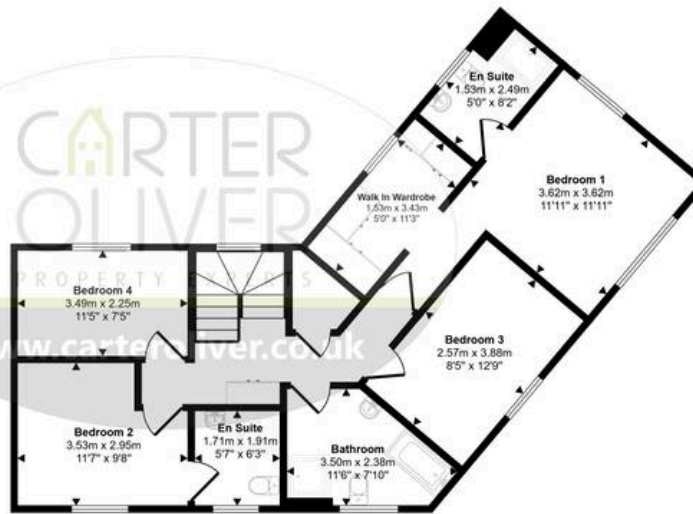 En Suite
1.53m x 2.49m
5'0" x 8'2"
Bedroom 1
3.62m x 3.62m
11'11" x 11'11"
Walk In Wardrobe
1.53m x 3.43m
5'0" x 11'3"
CARTER
OLIVER
PROPERTY EXPERTS
www.carteroliver.co.uk
Bedroom 4
3.49m x 2.25m
11'5" x 7'5"
Bedroom 3
2.57m x 3.88m
8'5" x 12'9"
Bedroom 2
3.53m x 2.95m
11'7" x 9'8"
En Suite
1.71m x 1.91m
5'7" x 6'3"
Bathroom
3.50m x 2.38m
11'6" x 7'10"